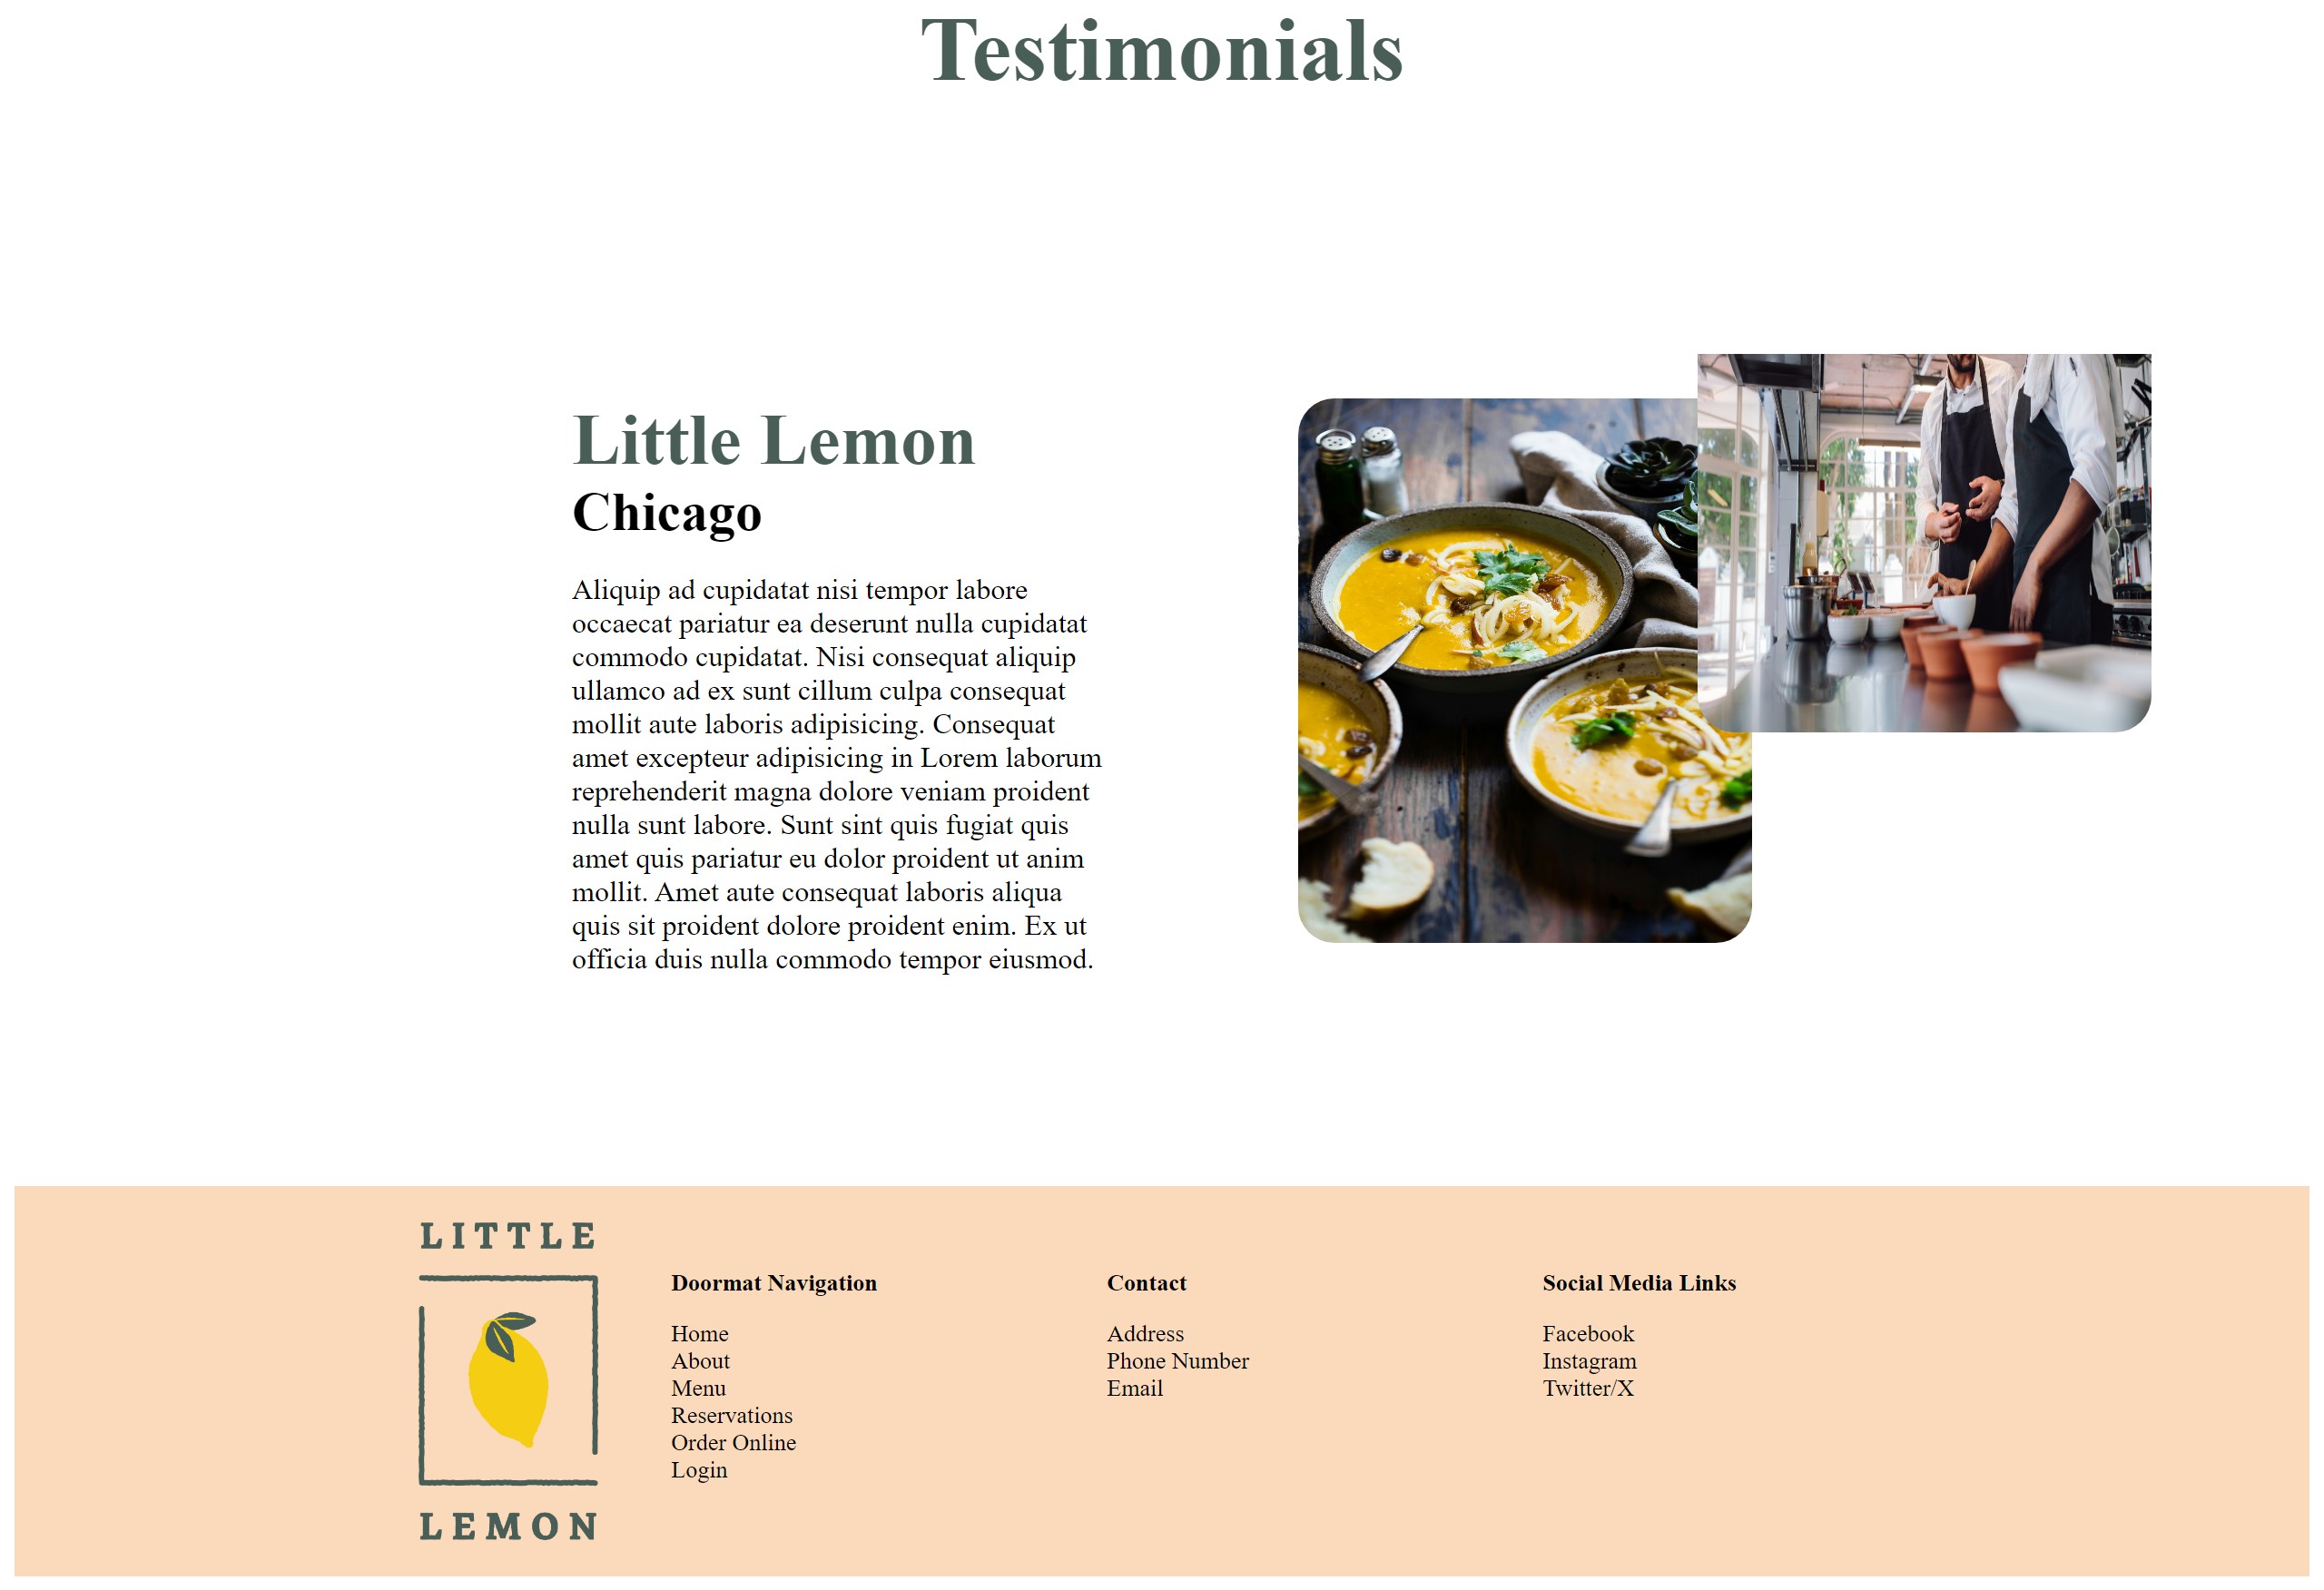 Testimonials
Little Lemon
Chicago
Aliquip ad cupidatat nisi tempor labore
occaecat pariatur ea deserunt nulla cupidatat
commodo cupidatat. Nisi consequat aliquip
ullamco ad ex sunt cillum culpa consequat
mollit aute laboris adipisicing. Consequat
amet excepteur adipisicing in Lorem laborum
reprehenderit magna dolore veniam proident
nulla sunt labore. Sunt sint quis fugiat quis
amet quis pariatur eu dolor proident ut anim
mollit. Amet aute consequat laboris aliqua
quis sit proident dolore proident enim. Ex ut
officia duis nulla commodo tempor eiusmod.
LITTLE
LEMON
Doormat Navigation
Home
About
Menu
Reservations
Order Online
Login
Contact
Address
Phone Number
Email
Social Media Links
Facebook
Instagram
Twitter/X